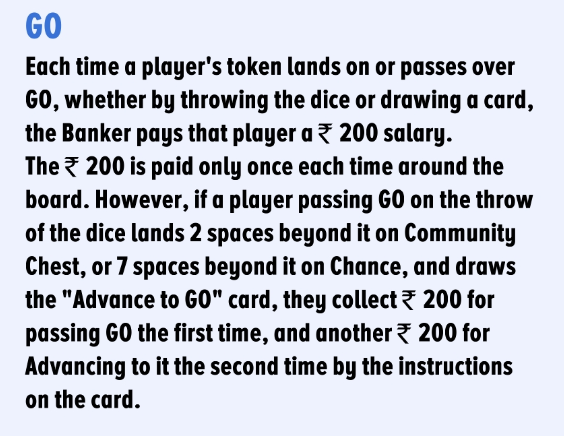 GO
Each time a player's token lands on or passes over
GO, whether by throwing the dice or drawing a card,
the Banker pays that player a ₹ 200 salary.
The ₹ 200 is paid only once each time around the
board. However, if a player passing GO on the throw
of the dice lands 2 spaces beyond it on Community
Chest, or 7 spaces beyond it on Chance, and draws
the "Advance to GO" card, they collect ₹ 200 for
passing GO the first time, and another ₹ 200 for
Advancing to it the second time by the instructions
on the card.